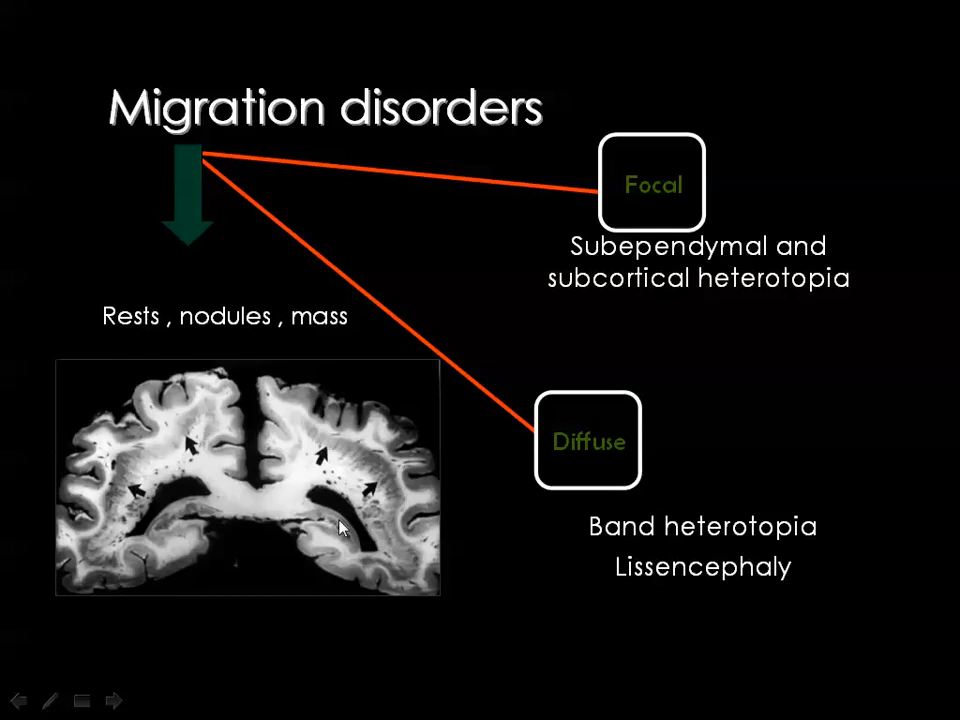 Migration disorders
Focal
Subependymal and
subcortical heterotopia
Rests , nodules , mass
Diffuse
Band heterotopia
Lissencephaly